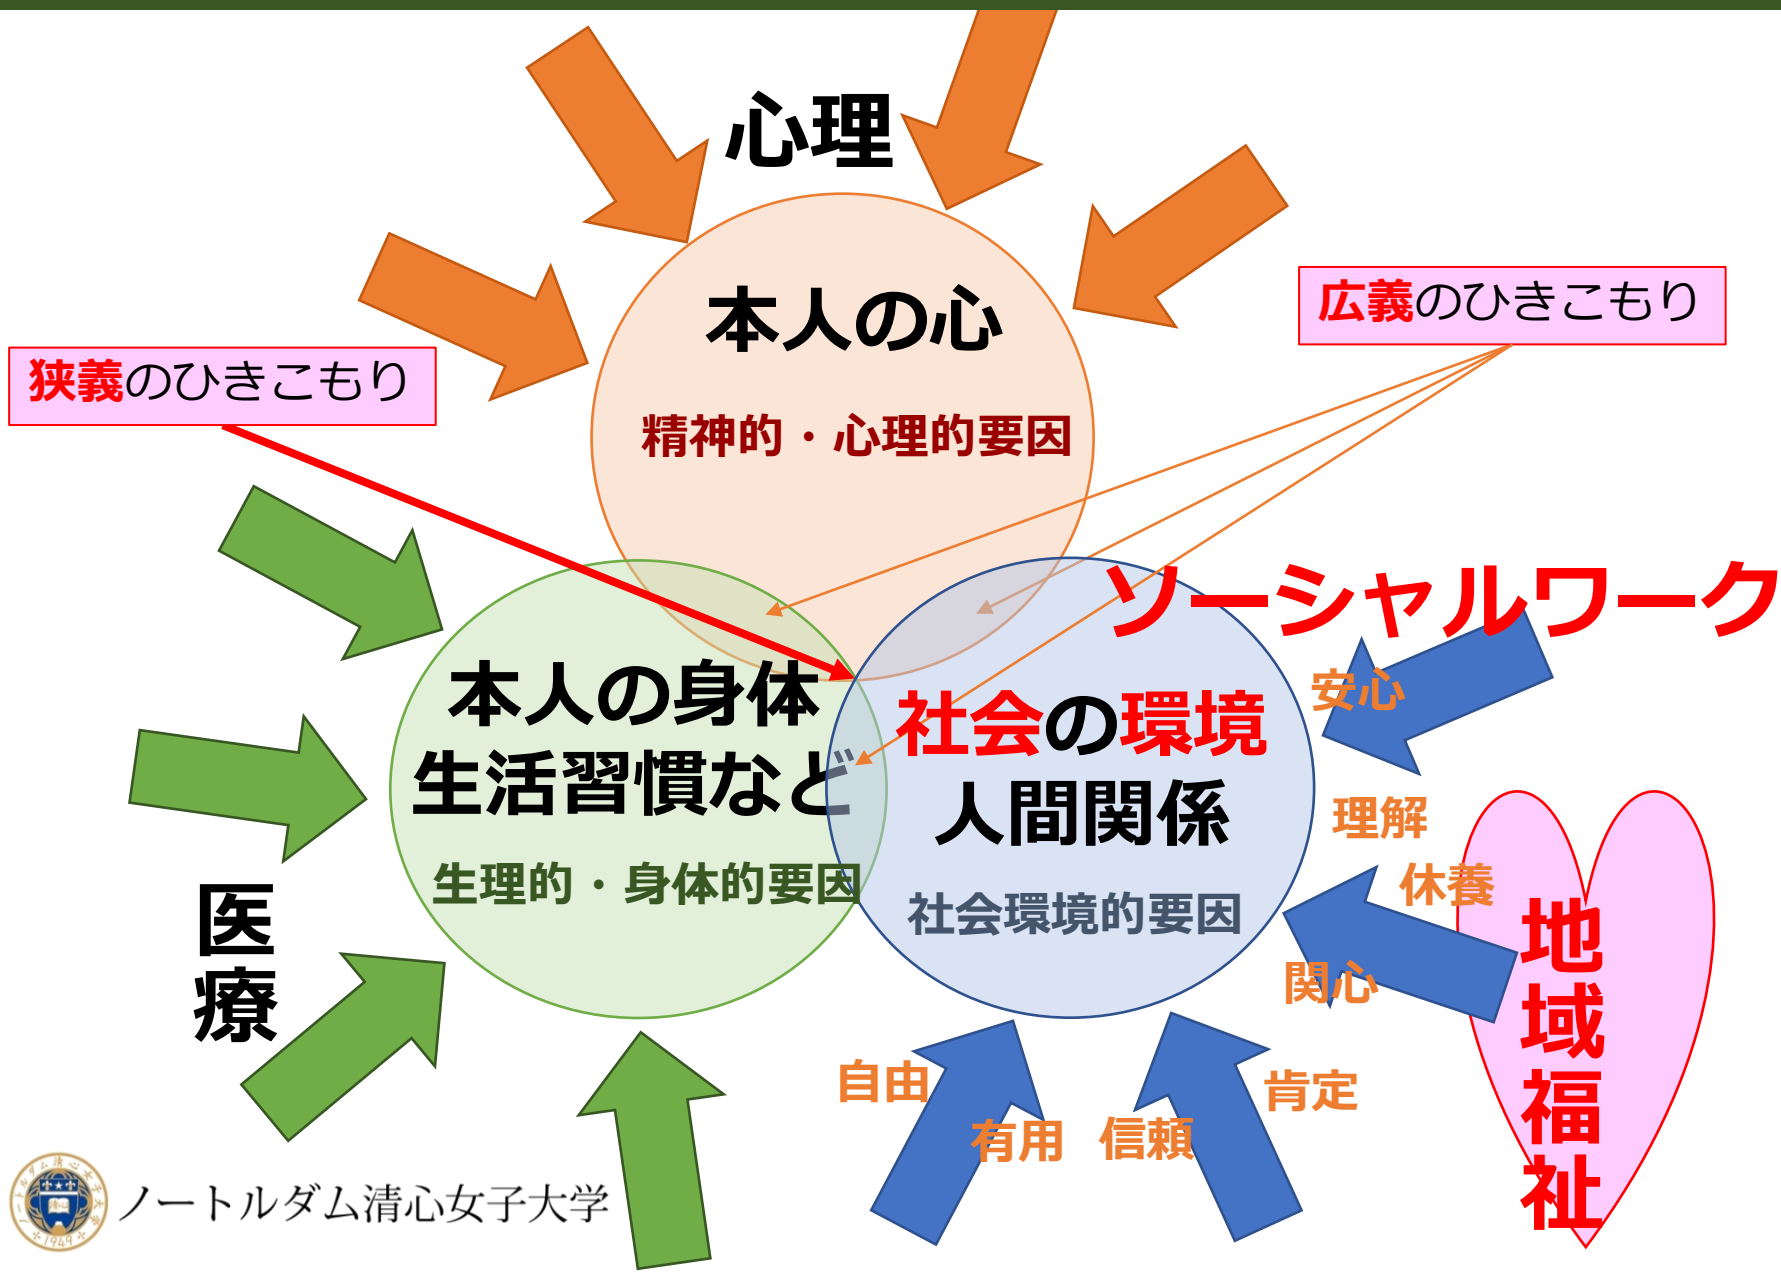 心理
本人の心
精神的・心理的要因
広義のひきこもり
狭義のひきこもり
ソーシャルワーク
本人の身体
生活習慣など
生理的・身体的要因
社会の環境
人間関係
社会環境的要因
安心
理解
休養
関心
肯定
信頼
有用
自由
医療
地域福祉
ノートルダム清心女子大学
1949